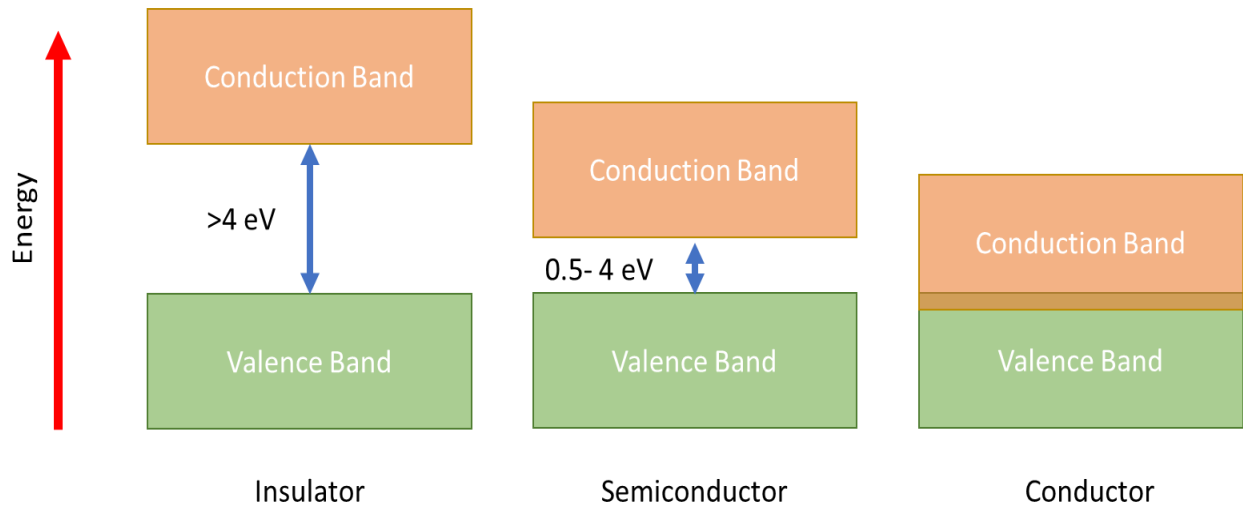 Energy
Conduction Band
>4 eV
Valence Band
Insulator
Conduction Band
0.5- 4 eV
Valence Band
Semiconductor
Conduction Band
Valence Band
Conductor